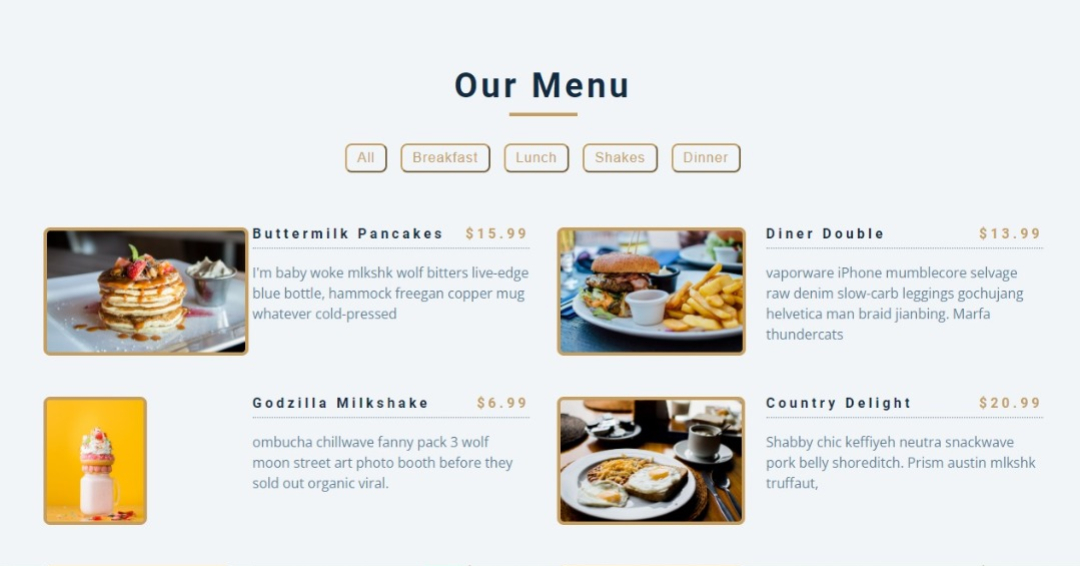 Our Menu
All Breakfast Lunch Shakes Dinner
Buttermilk Pancakes $15.99
I'm baby woke mlkshk wolf bitters live-edge
blue bottle, hammock freegan copper mug
whatever cold-pressed
Diner Double $13.99
vaporware iPhone mumblecore selvage
raw denim slow-carb leggings gochujang
helvetica man braid jianbing. Marfa
thundercats
Godzilla Milkshake $6.99
ombucha chillwave fanny pack 3 wolf
moon street art photo booth before they
sold out organic viral.
Country Delight $20.99
Shabby chic keffiyeh neutra snackwave
pork belly shoreditch. Prism austin mlkshk
truffaut,